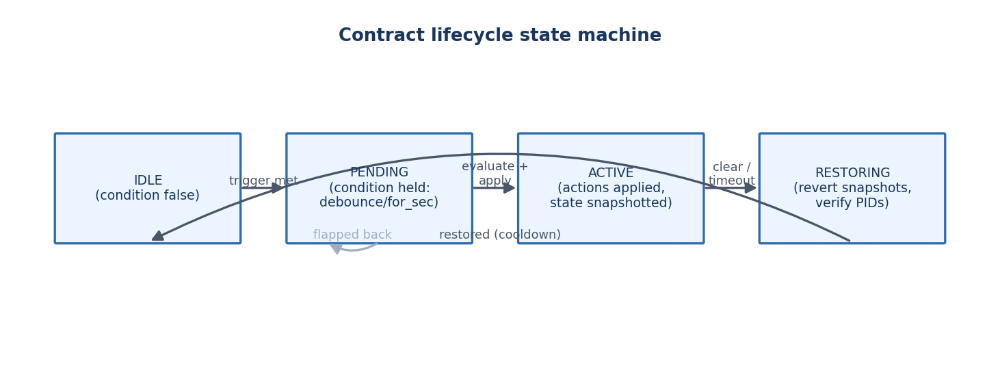 Contract lifecycle state machine
IDLE
(condition false)
trigger met
PENDING
(condition held:
debounce/for_sec)
evaluate +
apply
ACTIVE
(actions applied,
state snapshotted)
clear /
timeout
RESTORING
(revert snapshots,
verify PIDs)
flapped back
restored (cooldown)